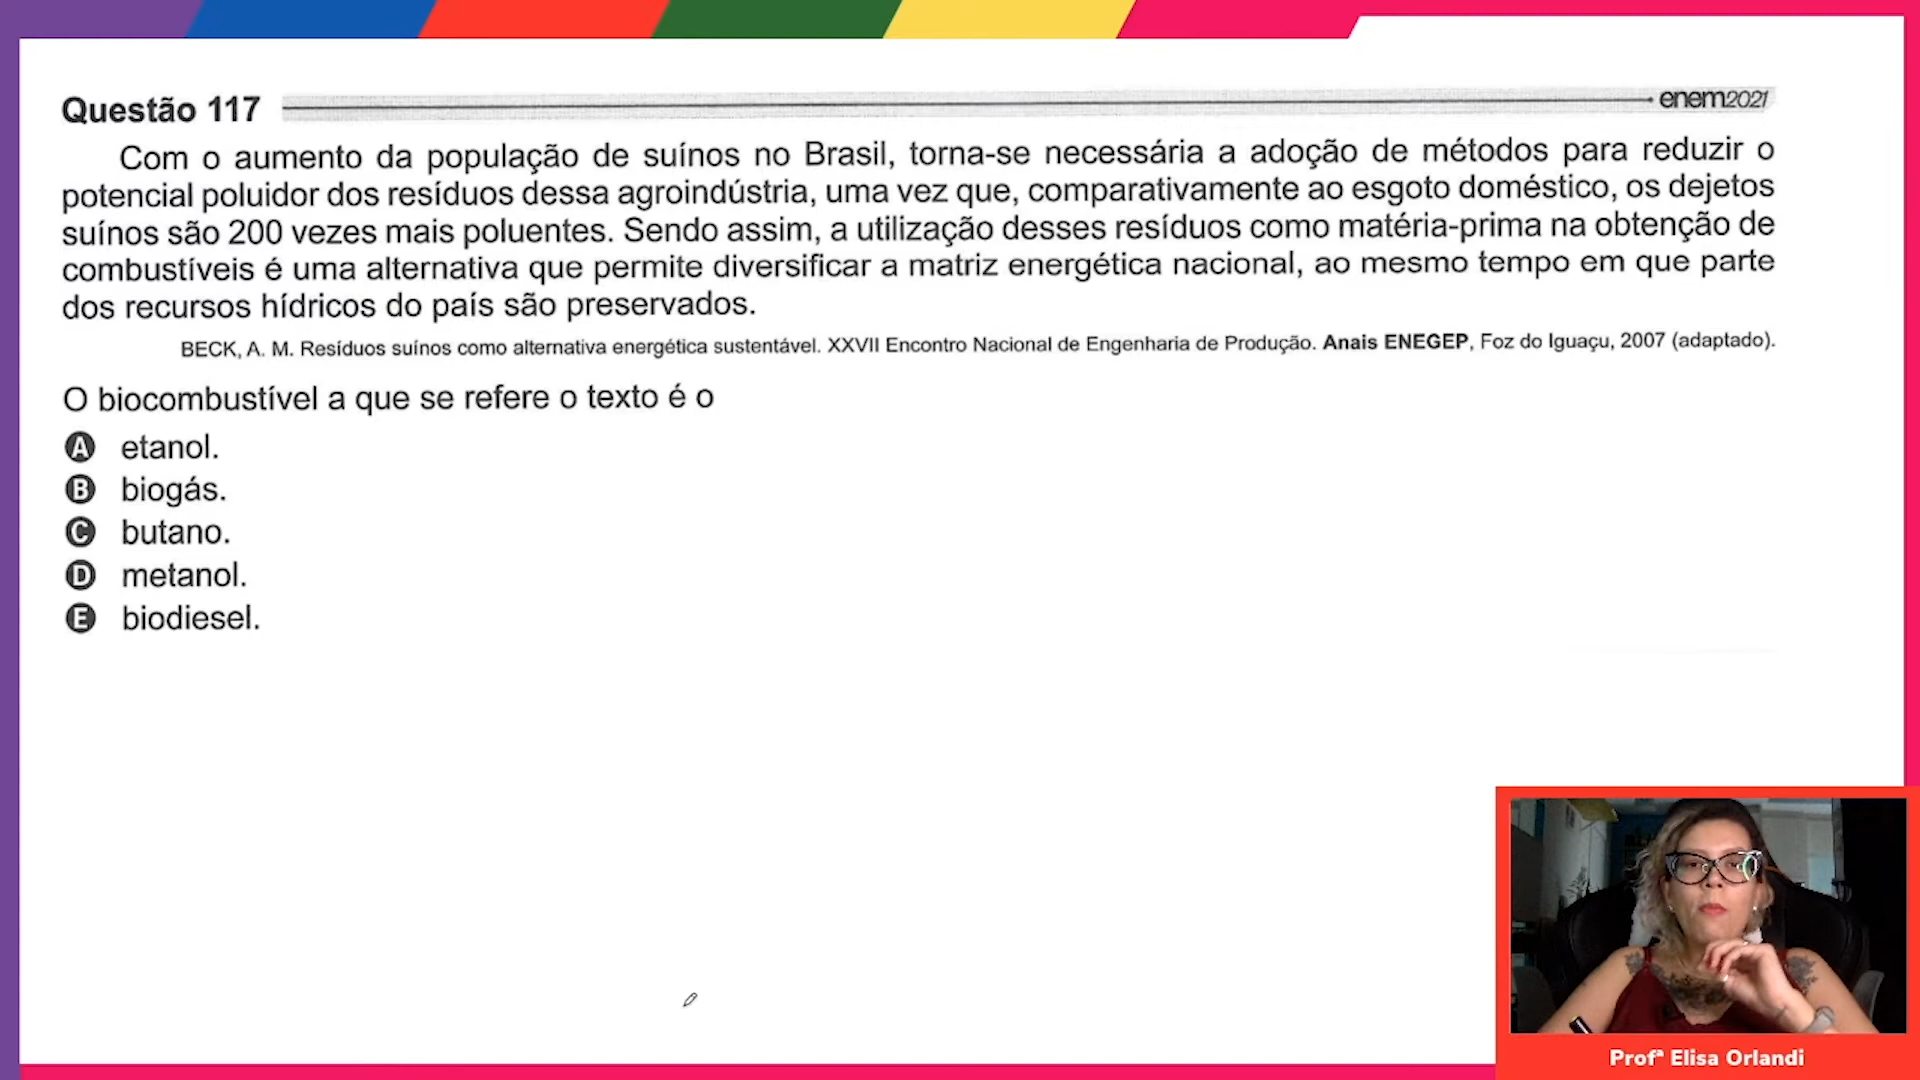 Questão 117
enem2021
Com o aumento da população de suínos no Brasil, torna-se necessária a adoção de métodos para reduzir o
potencial poluidor dos resíduos dessa agroindústria, uma vez que, comparativamente ao esgoto doméstico, os dejetos
suínos são 200 vezes mais poluentes. Sendo assim, a utilização desses resíduos como matéria-prima na obtenção de
combustíveis é uma alternativa que permite diversificar a matriz energética nacional, ao mesmo tempo em que parte
dos recursos hídricos do país são preservados.
BECK, A. M. Resíduos suínos como alternativa energética sustentável. XXVII Encontro Nacional de Engenharia de Produção. Anais ENEGEP, Foz do Iguaçu, 2007 (adaptado).
O biocombustível a que se refere o texto é o
A etanol.
B biogás.
C butano.
D metanol.
E biodiesel.
Profª Elisa Orlandi